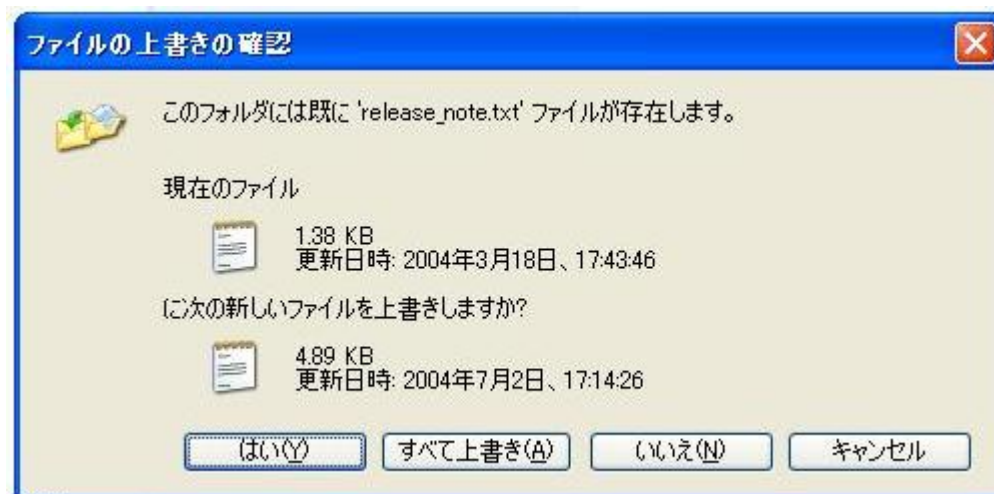 ファイルの上書きの確認
このフォルダには既に 'release_note.txt' ファイルが存在します。
現在のファイル
1.38 KB
更新日時: 2004年3月18日、17:43:46
に次の新しいファイルを上書きしますか?
4.89 KB
更新日時: 2004年7月2日、17:14:26
はい(Y) すべて上書き(A) いいえ(N) キャンセル